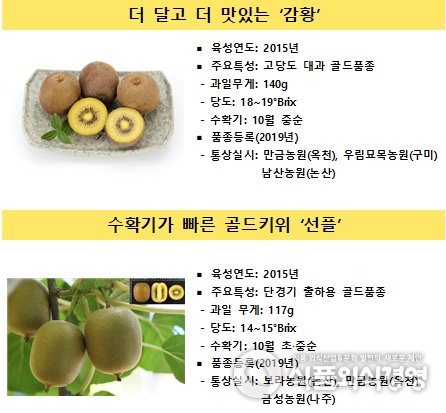 더 달고 더 맛있는 ‘감황’
▪ 육성연도: 2015년
▪ 주요특성: 고당도 대과 골드품종
- 과일무게: 140g
- 당도: 18~19°Brix
- 수확기: 10월 중순
▪ 품종등록(2019년)
- 통상실시: 만금농원(옥천), 우림묘목농원(구미)
남산농원(논산)
수확기가 빠른 골드키위 ‘선플’
▪ 육성연도: 2015년
▪ 주요특성: 단경기 출하용 골드품종
- 과일 무게: 117g
- 당도: 14~15°Brix
- 수확기: 10월 초·중순
▪ 품종등록(2019년)
- 통상실시: 보라농원(논산), 만금농원(옥천),
금성농원(나주)
식품외식경영